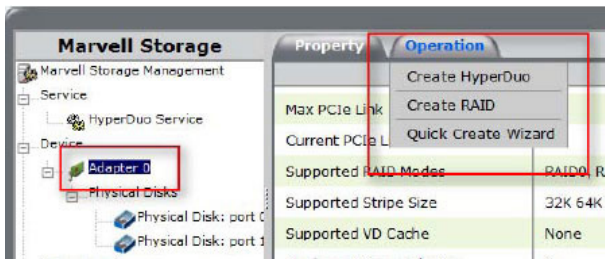 Marvell Storage
Marvell Storage Management
Service
HyperDuo Service
Device
Adapter 0
Physical Disks
Physical Disk: port
Physical Disk: port 1
Property
Operation
Create HyperDuo
Create RAID
Quick Create Wizard
Max PCIe Link
Current PCIe L
Supported RAID Modes
RAID0, R
Supported Stripe Size
32K 64K
Supported VD Cache
None